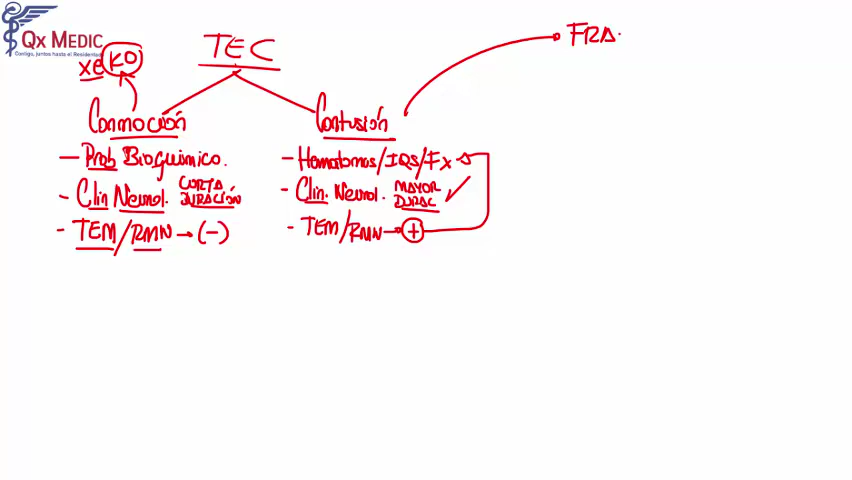 Qx MEDIC
Contigo, juntos hasta el Residentado
xe KO
TEC
FRA
Conmoción
- Prob Bioquimico.
- Clin Neurol. CORTA DURACIÓN
- TEM/RMN → (-)
Contusión
- Hematomas/IQS/Fx
- Clin. Neurol. MAYOR DURAC
- TEM/RMN → +